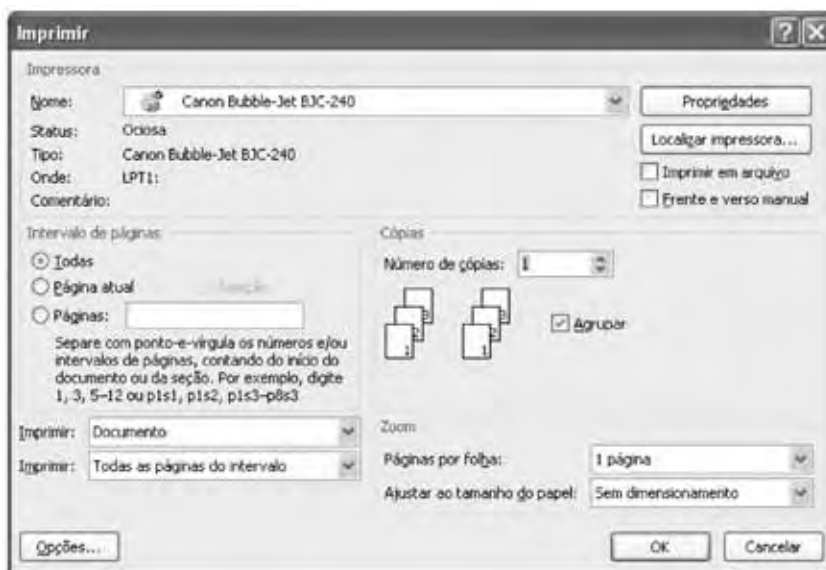 Imprimir
Impressora
Nome: Canon Bubble-Jet BJC-240 Propriedades
Status: Ociosa Localizar impressora...
Tipo: Canon Bubble-Jet BJC-240
Onde: LPT1: Imprimir em arquivo
Comentário: Frente e verso manual
Intervalo de páginas Cópias
Todas Número de cópias: 1
Página atual
Páginas: Agrupar
Separe com ponto-e-vírgula os números e/ou
intervalos de páginas, contando do início do
documento ou da seção. Por exemplo, digite
1, 3, 5–12 ou p1s1, p1s2, p1s3–p8s3
Imprimir: Documento Zoom
Imprimir: Todas as páginas do intervalo Páginas por folha: 1 página
Ajustar ao tamanho do papel: Sem dimensionamento
Opções... OK Cancelar